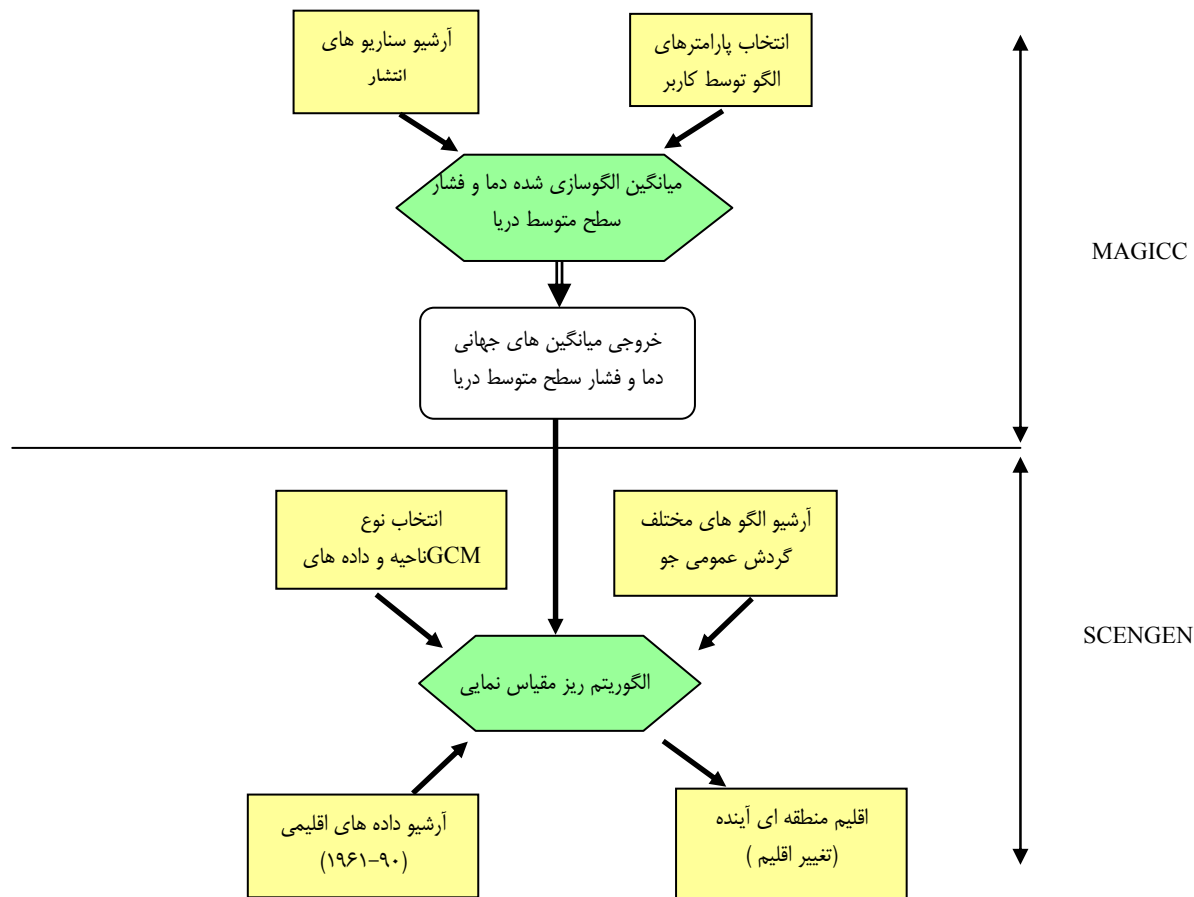 انتخاب پارامترهای
الگو توسط کاربر
آرشیو سناریو های
انتشار
میانگین الگوسازی شده دما و فشار
سطح متوسط دریا
MAGICC
خروجی میانگین های جهانی
دما و فشار سطح متوسط دریا
آرشیو الگو های مختلف
گردش عمومی جو
انتخاب نوع
GCMناحیه و داده های
SCENGEN
الگوریتم ریز مقیاس نمایی
اقلیم منطقه ای آینده
(تغییر اقلیم )
آرشیو داده های اقلیمی
(۱۹۶۱-۹۰)